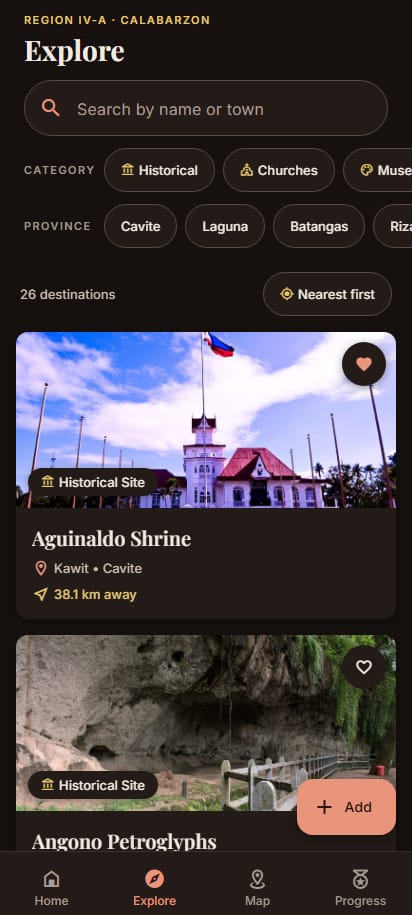 REGION IV-A · CALABARZON
Explore
Search by name or town
CATEGORY Historical Churches Muse
PROVINCE Cavite Laguna Batangas Riza
26 destinations Nearest first
Historical Site
Aguinaldo Shrine
Kawit • Cavite
38.1 km away
Historical Site
Add
Angono Petroglyphs
Home Explore Map Progress